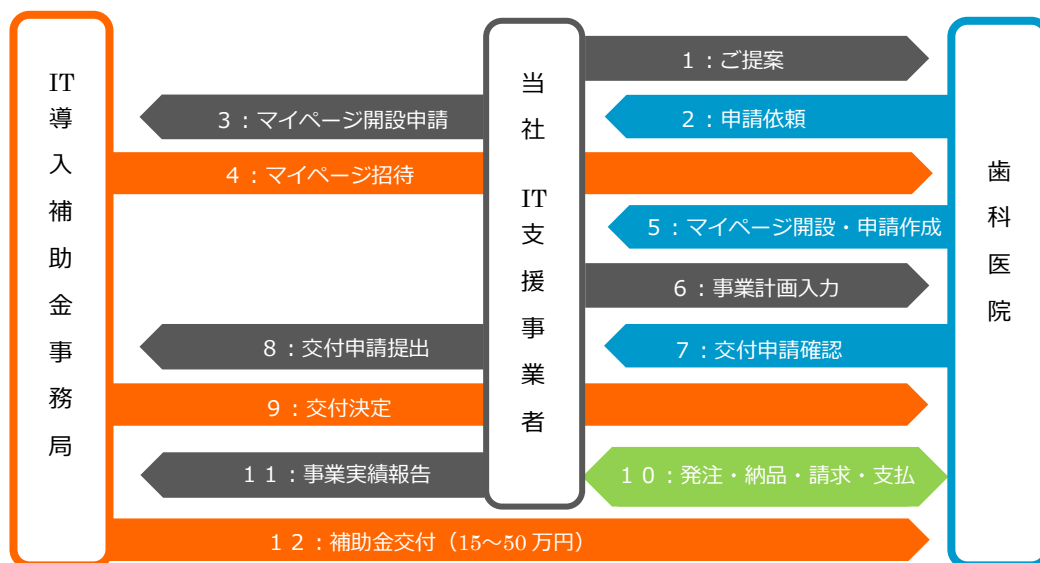 IT導入補助金事務局
当社 IT支援事業者
歯科医院
１：ご提案
２：申請依頼
３：マイページ開設申請
４：マイページ招待
５：マイページ開設・申請作成
６：事業計画入力
７：交付申請確認
８：交付申請提出
９：交付決定
１０：発注・納品・請求・支払
１１：事業実績報告
１２：補助金交付（15～50万円）